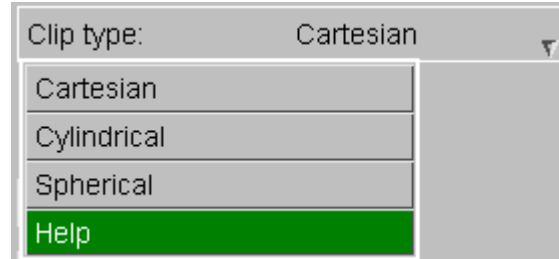 Clip type: Cartesian
Cartesian
Cylindrical
Spherical
Help